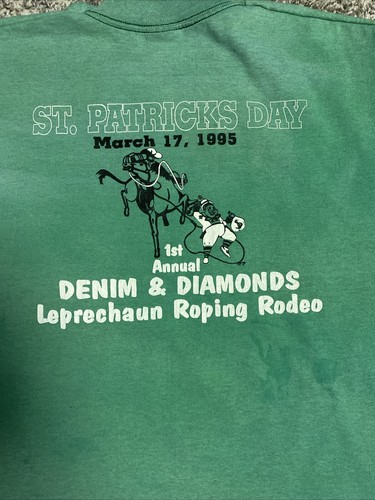 ST. PATRICKS DAY
March 17, 1995
1st
Annual
DENIM & DIAMONDS
Leprechaun Roping Rodeo